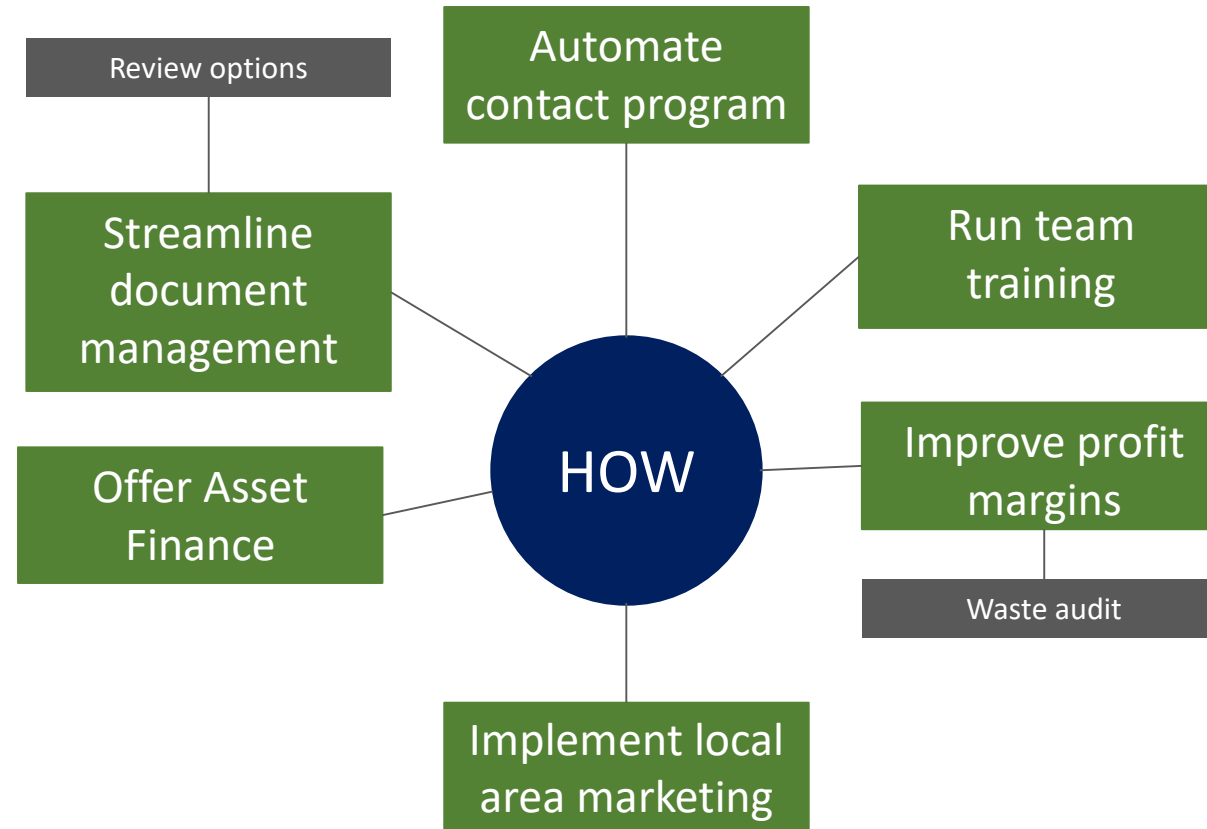 Automate
contact program
Review options
Streamline
document
management
Run team
training
HOW
Improve profit
margins
Offer Asset
Finance
Waste audit
Implement local
area marketing